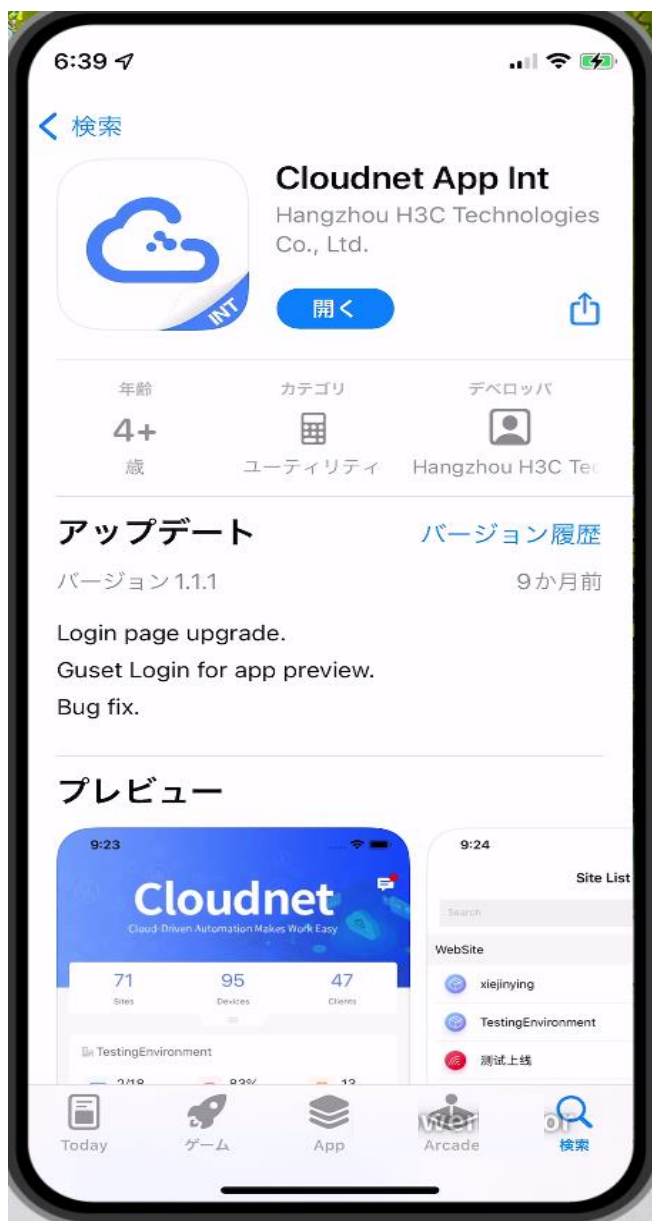 6:39
検索
Cloudnet App Int
Hangzhou H3C Technologies
Co., Ltd.
INT
開く
年齢
カテゴリ
デベロッパ
4+
歳
ユーティリティ
Hangzhou H3C Tec
アップデート
バージョン履歴
バージョン 1.1.1
9か月前
Login page upgrade.
Guset Login for app preview.
Bug fix.
プレビュー
9:23
Cloudnet
Cloud-Driven Automation Makes Work Easy
71
95
47
Sites
Devices
Clients
TestingEnvironment
2/18
83%
13
9:24
Site List
Search
WebSite
xiejinying
TestingEnvironment
测试上线
Today
ゲーム
App
Arcade
検索